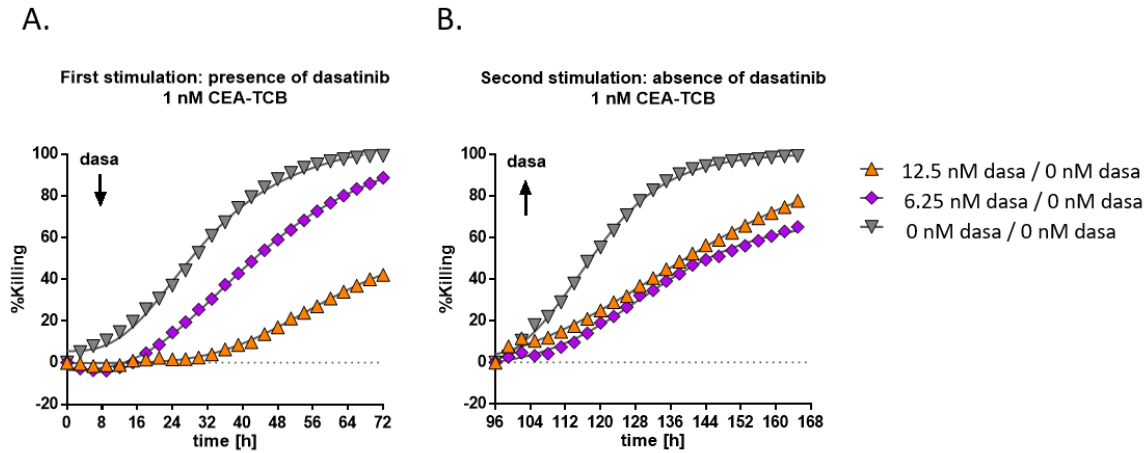 A.
First stimulation: presence of dasatinib
1 nM CEA-TCB
dasa
%Killing
100
80
60
40
20
0
-20
0 8 16 24 32 40 48 56 64 72
time [h]
B.
Second stimulation: absence of dasatinib
1 nM CEA-TCB
dasa
%Killing
100
80
60
40
20
0
-20
96 104 112 120 128 136 144 152 160 168
time [h]
12.5 nM dasa / 0 nM dasa
6.25 nM dasa / 0 nM dasa
0 nM dasa / 0 nM dasa